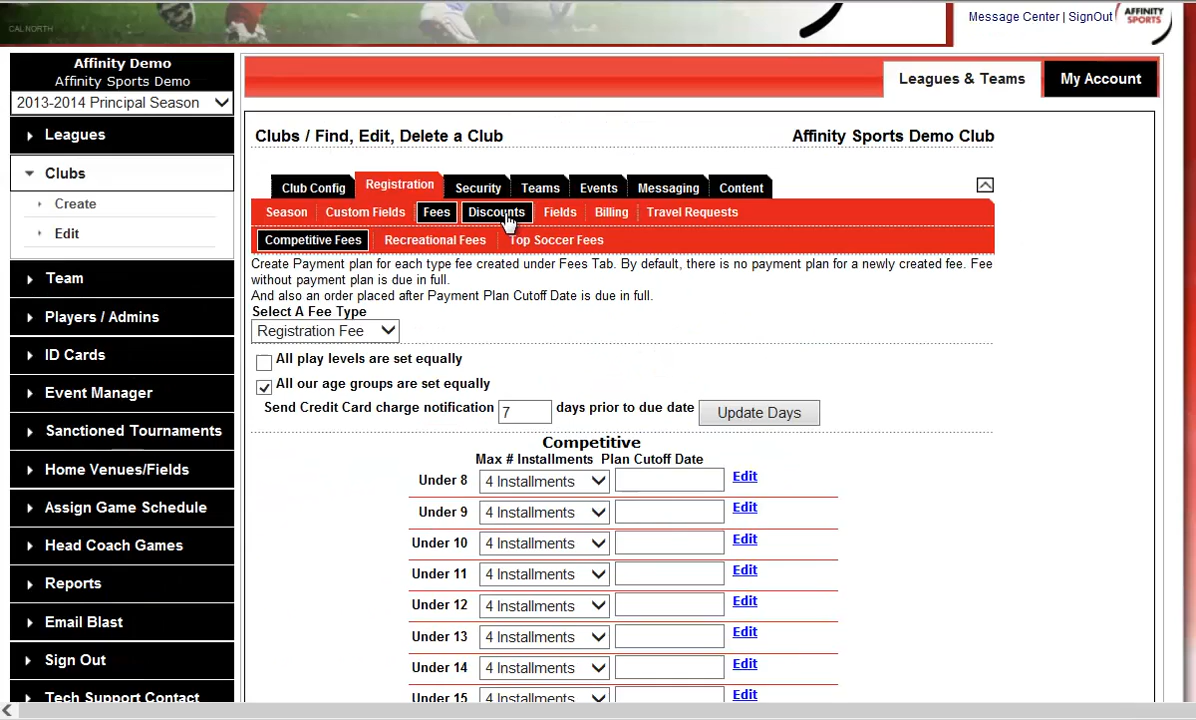 CAL NORTH
Message Center | SignOut
AFFINITY
SPORTS
Affinity Demo
Affinity Sports Demo
2013-2014 Principal Season
Leagues
Clubs
Create
Edit
Team
Players / Admins
ID Cards
Event Manager
Sanctioned Tournaments
Home Venues/Fields
Assign Game Schedule
Head Coach Games
Reports
Email Blast
Sign Out
Tech Support Contact
Leagues & Teams
My Account
Clubs / Find, Edit, Delete a Club
Affinity Sports Demo Club
Club Config
Registration
Security
Teams
Events
Messaging
Content
Season
Custom Fields
Fees
Discounts
Fields
Billing
Travel Requests
Competitive Fees
Recreational Fees
Top Soccer Fees
Create Payment plan for each type fee created under Fees Tab. By default, there is no payment plan for a newly created fee. Fee
without payment plan is due in full.
And also an order placed after Payment Plan Cutoff Date is due in full.
Select A Fee Type
Registration Fee
All play levels are set equally
All our age groups are set equally
Send Credit Card charge notification 7 days prior to due date Update Days
Competitive
Max # Installments Plan Cutoff Date
Under 8 4 Installments Edit
Under 9 4 Installments Edit
Under 10 4 Installments Edit
Under 11 4 Installments Edit
Under 12 4 Installments Edit
Under 13 4 Installments Edit
Under 14 4 Installments Edit
Under 15 4 Installments Edit